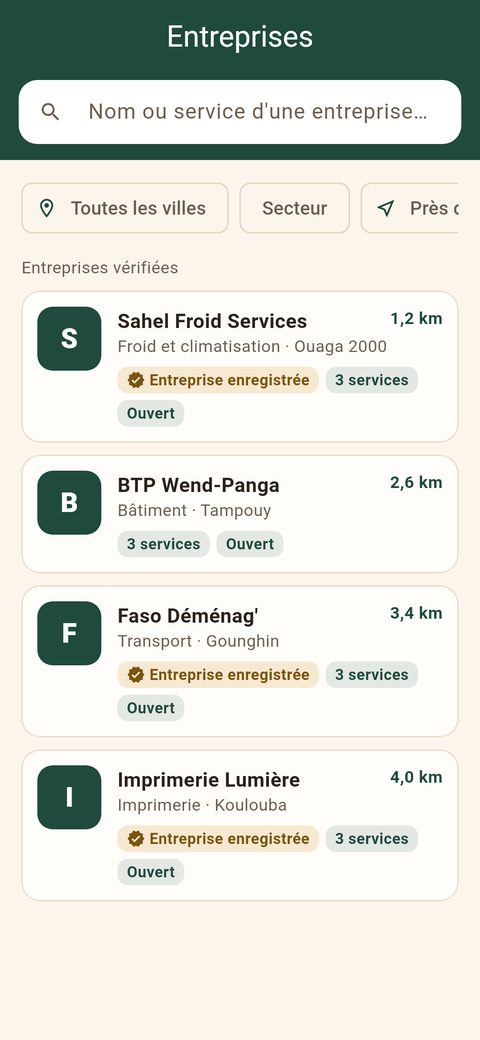 Entreprises
Nom ou service d'une entreprise…
Toutes les villes
Secteur
Près d
Entreprises vérifiées
S
Sahel Froid Services
1,2 km
Froid et climatisation · Ouaga 2000
Entreprise enregistrée
3 services
Ouvert
B
BTP Wend-Panga
2,6 km
Bâtiment · Tampouy
3 services
Ouvert
F
Faso Déménag'
3,4 km
Transport · Gounghin
Entreprise enregistrée
3 services
Ouvert
I
Imprimerie Lumière
4,0 km
Imprimerie · Koulouba
Entreprise enregistrée
3 services
Ouvert